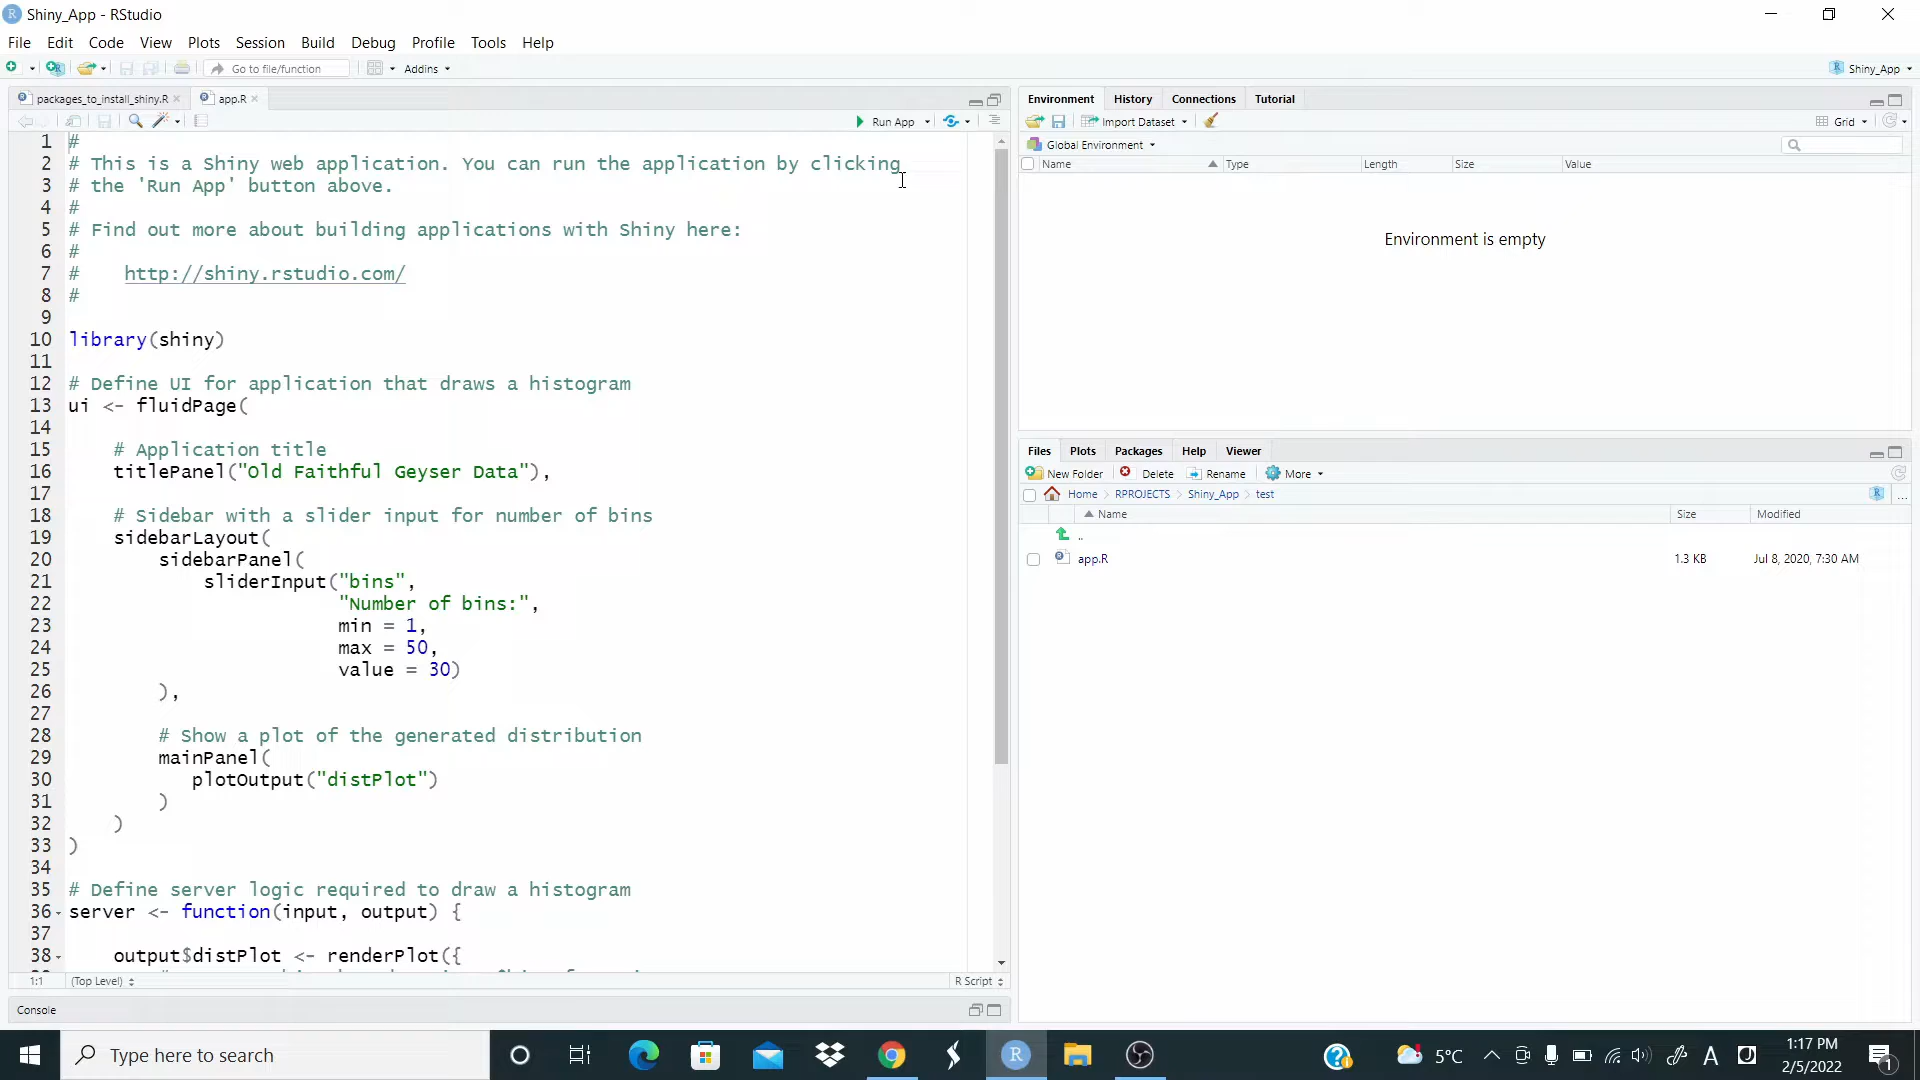 Shiny_App - RStudio
File Edit Code View Plots Session Build Debug Profile Tools Help
Go to file/function Addins Shiny_App
packages_to_install_shiny.R app.R
Run App
1 #
2 # This is a Shiny web application. You can run the application by clicking
3 # the 'Run App' button above.
4 #
5 # Find out more about building applications with Shiny here:
6 #
7 #    http://shiny.rstudio.com/
8 #
9
10 library(shiny)
11
12 # Define UI for application that draws a histogram
13 ui <- fluidPage(
14
15     # Application title
16     titlePanel("Old Faithful Geyser Data"),
17
18     # Sidebar with a slider input for number of bins
19     sidebarLayout(
20         sidebarPanel(
21             sliderInput("bins",
22                         "Number of bins:",
23                         min = 1,
24                         max = 50,
25                         value = 30)
26         ),
27
28         # Show a plot of the generated distribution
29         mainPanel(
30            plotOutput("distPlot")
31         )
32     )
33 )
34
35 # Define server logic required to draw a histogram
36 server <- function(input, output) {
37
38     output$distPlot <- renderPlot({
1:1 (Top Level) R Script
Console
Environment History Connections Tutorial
Import Dataset Grid
Global Environment
Name Type Length Size Value
Environment is empty
Files Plots Packages Help Viewer
New Folder Delete Rename More
Home RPROJECTS Shiny_App test ...
Name Size Modified
..
app.R 1.3 KB Jul 8, 2020, 7:30 AM
Type here to search 5°C A 1:17 PM
2/5/2022 1